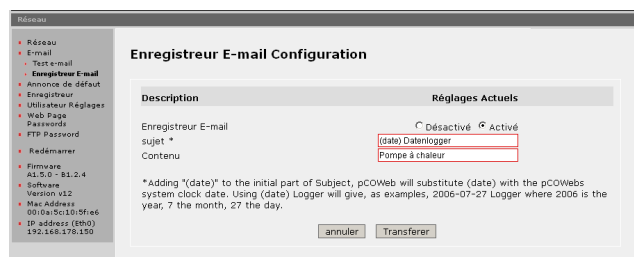 Réseau
Réseau
E-mail
Test e-mail
Enregistreur E-mail
Annonce de défaut
Enregistreur
Utilisateur Réglages
Web Page
Passwords
FTP Password
Redémarrer
Firmware
A1.5.0 - B1.2.4
Software
Version v12
Mac Address
00:0a:5c:10:5f:e6
IP address (Eth0)
192.168.178.150
Enregistreur E-mail Configuration
Description Réglages Actuels
Enregistreur E-mail Désactivé Activé
sujet * (date) Datenlogger
Contenu Pompe à chaleur
*Adding "(date)" to the initial part of Subject, pCOWeb will substitute (date) with the pCOWebs
system clock date. Using (date) Logger will give, as examples, 2006-07-27 Logger where 2006 is the
year, 7 the month, 27 the day.
annuler Transferer